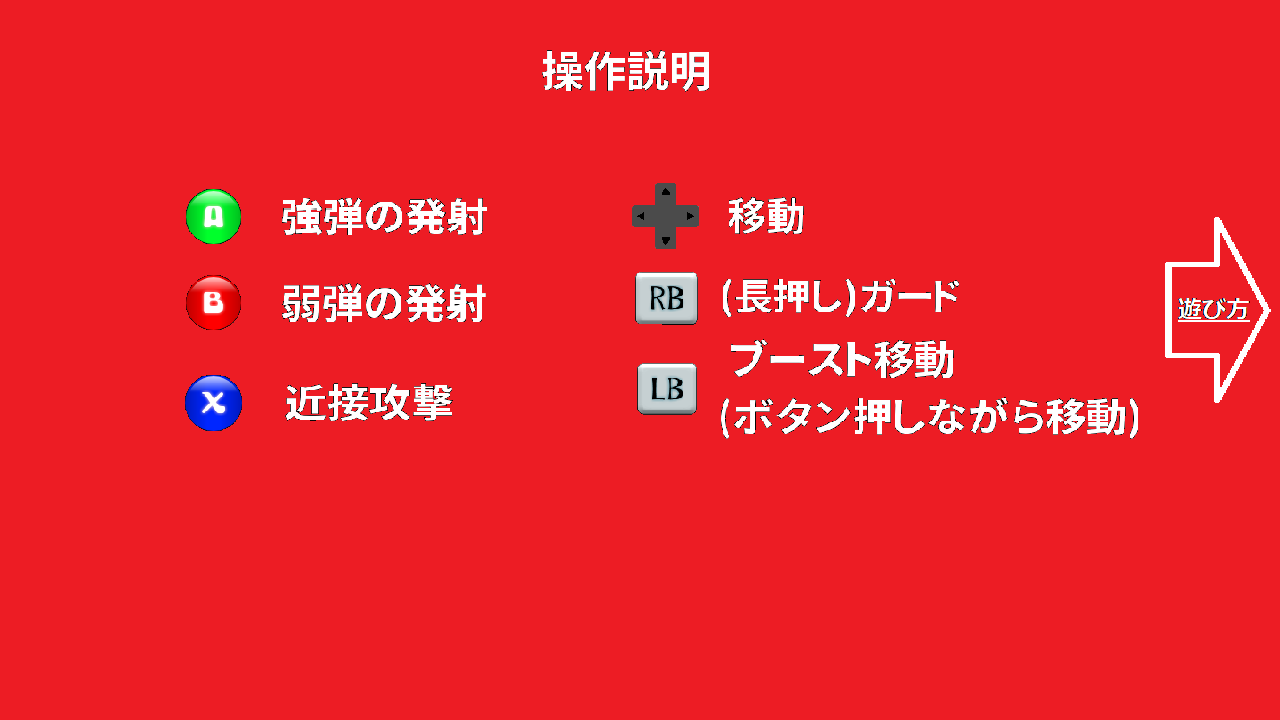 操作説明
A 強弾の発射
B 弱弾の発射
X 近接攻撃
移動
RB (長押し)ガード
LB ブースト移動
(ボタン押しながら移動)
遊び方